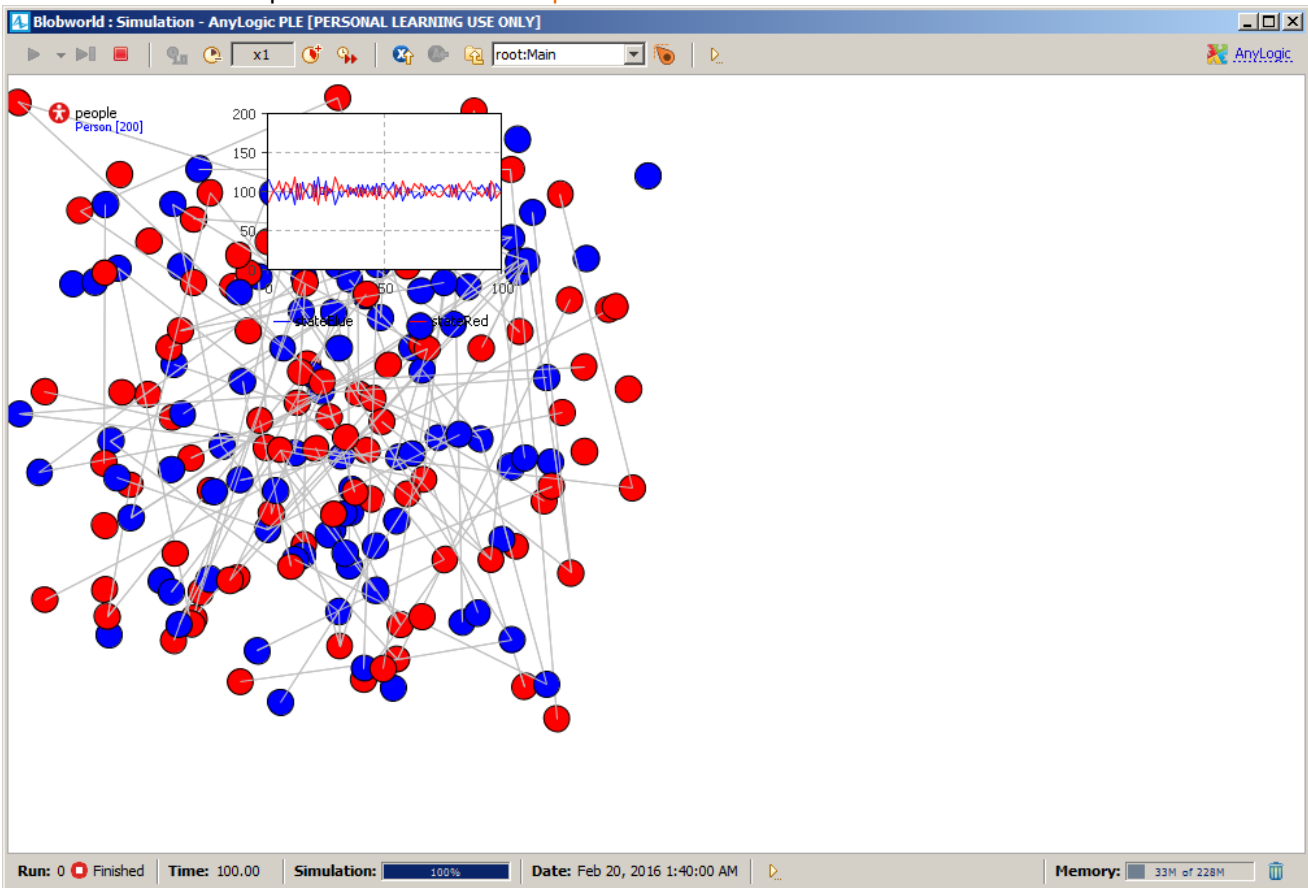 Blobworld : Simulation - AnyLogic PLE [PERSONAL LEARNING USE ONLY]
x1
root:Main
AnyLogic
people
Person [200]
200
150
100
50
0
0
50
100
stateBlue
stateRed
Run: 0 Finished
Time: 100.00
Simulation: 100%
Date: Feb 20, 2016 1:40:00 AM
Memory: 33M of 228M